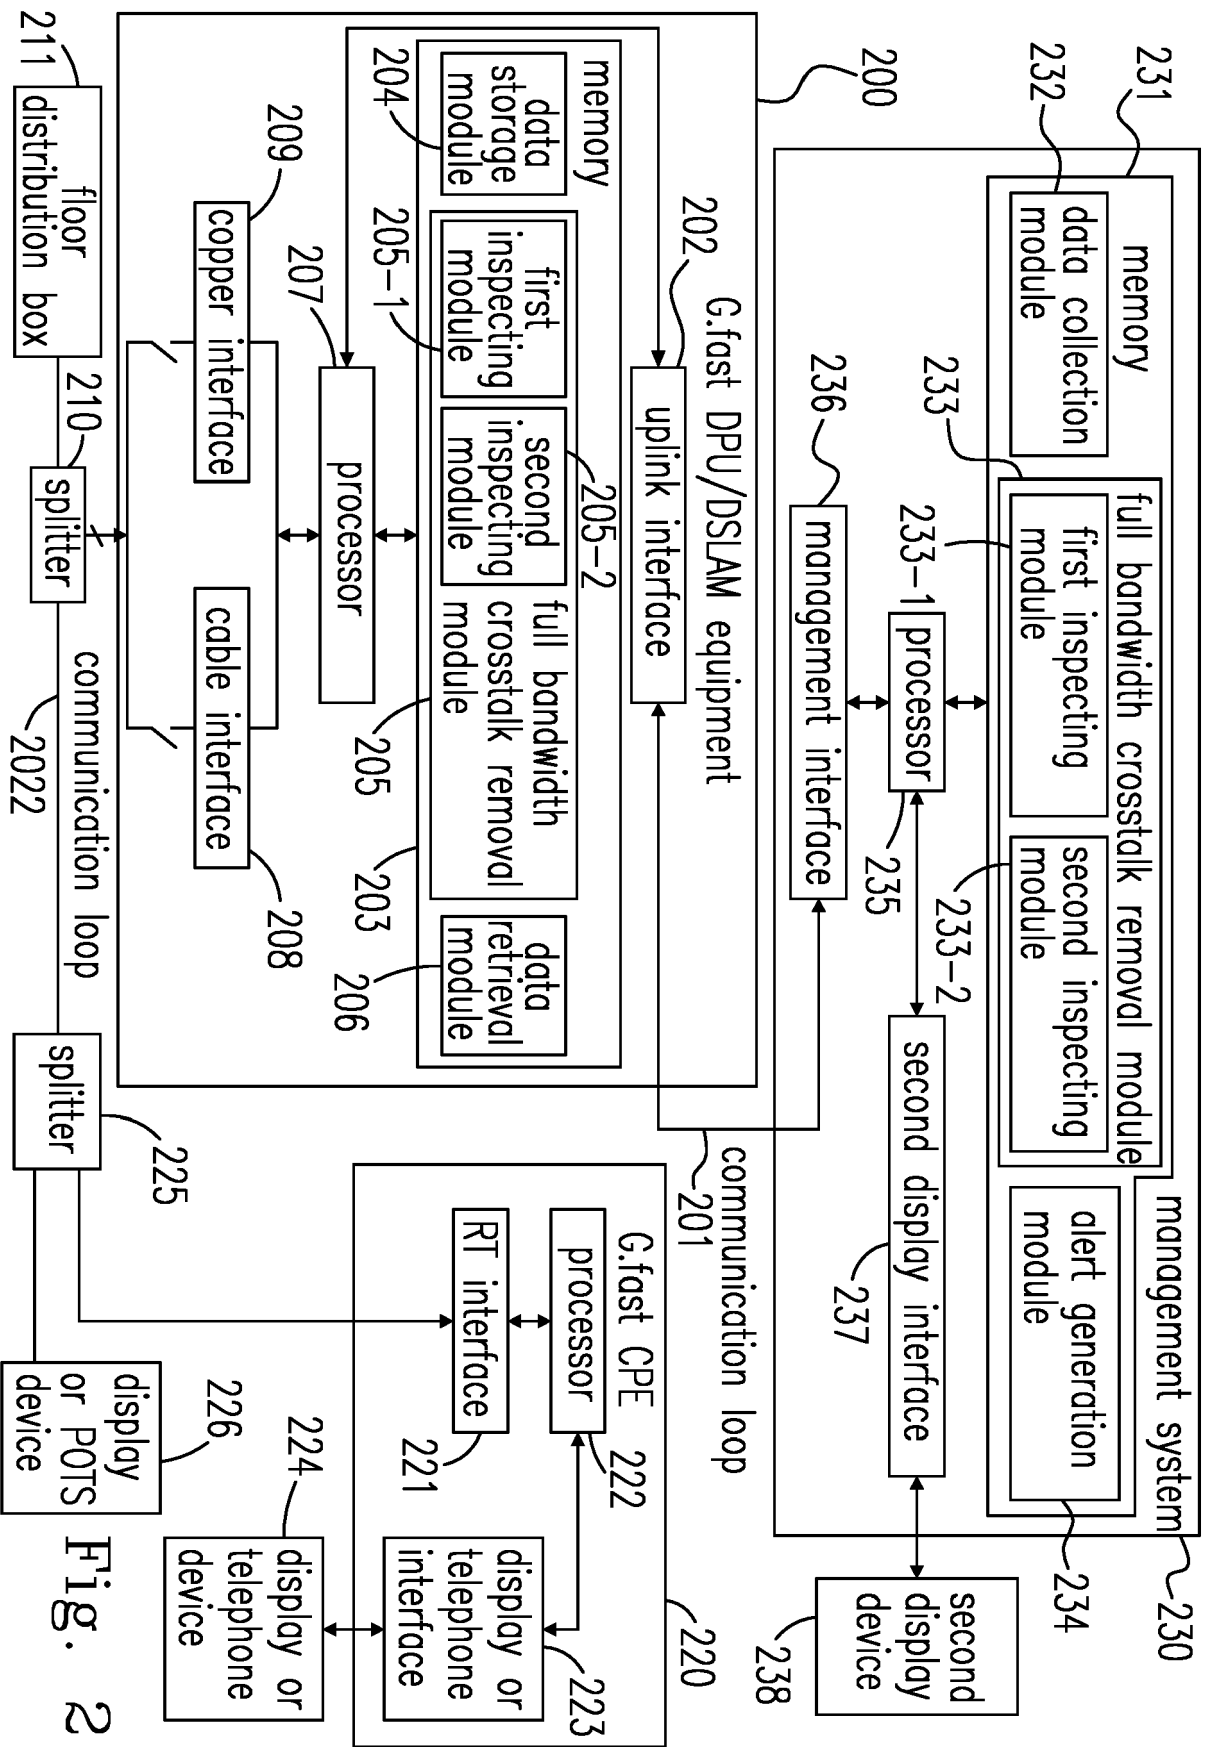 management system
230
231
memory
232
data collection
module
233
full bandwidth crosstalk removal module
first inspecting
module
233-1
second inspecting
module
233-2
alert generation
module
234
processor
235
second display interface
237
second
display
device
238
236
management interface
communication loop
201
200
G.fast DPU/DSLAM equipment
202
uplink interface
memory
data
storage
module
204
first
inspecting
module
205-1
second
inspecting
module
205-2
full bandwidth
crosstalk removal
module
205
203
data
retrieval
module
206
207
processor
209
copper interface
cable interface
208
211
floor
distribution box
210
splitter
communication loop
2022
splitter
225
G.fast CPE
220
processor
222
RT interface
221
display or
telephone
interface
223
224
display or
telephone
device
226
display
or POTS
device
Fig. 2